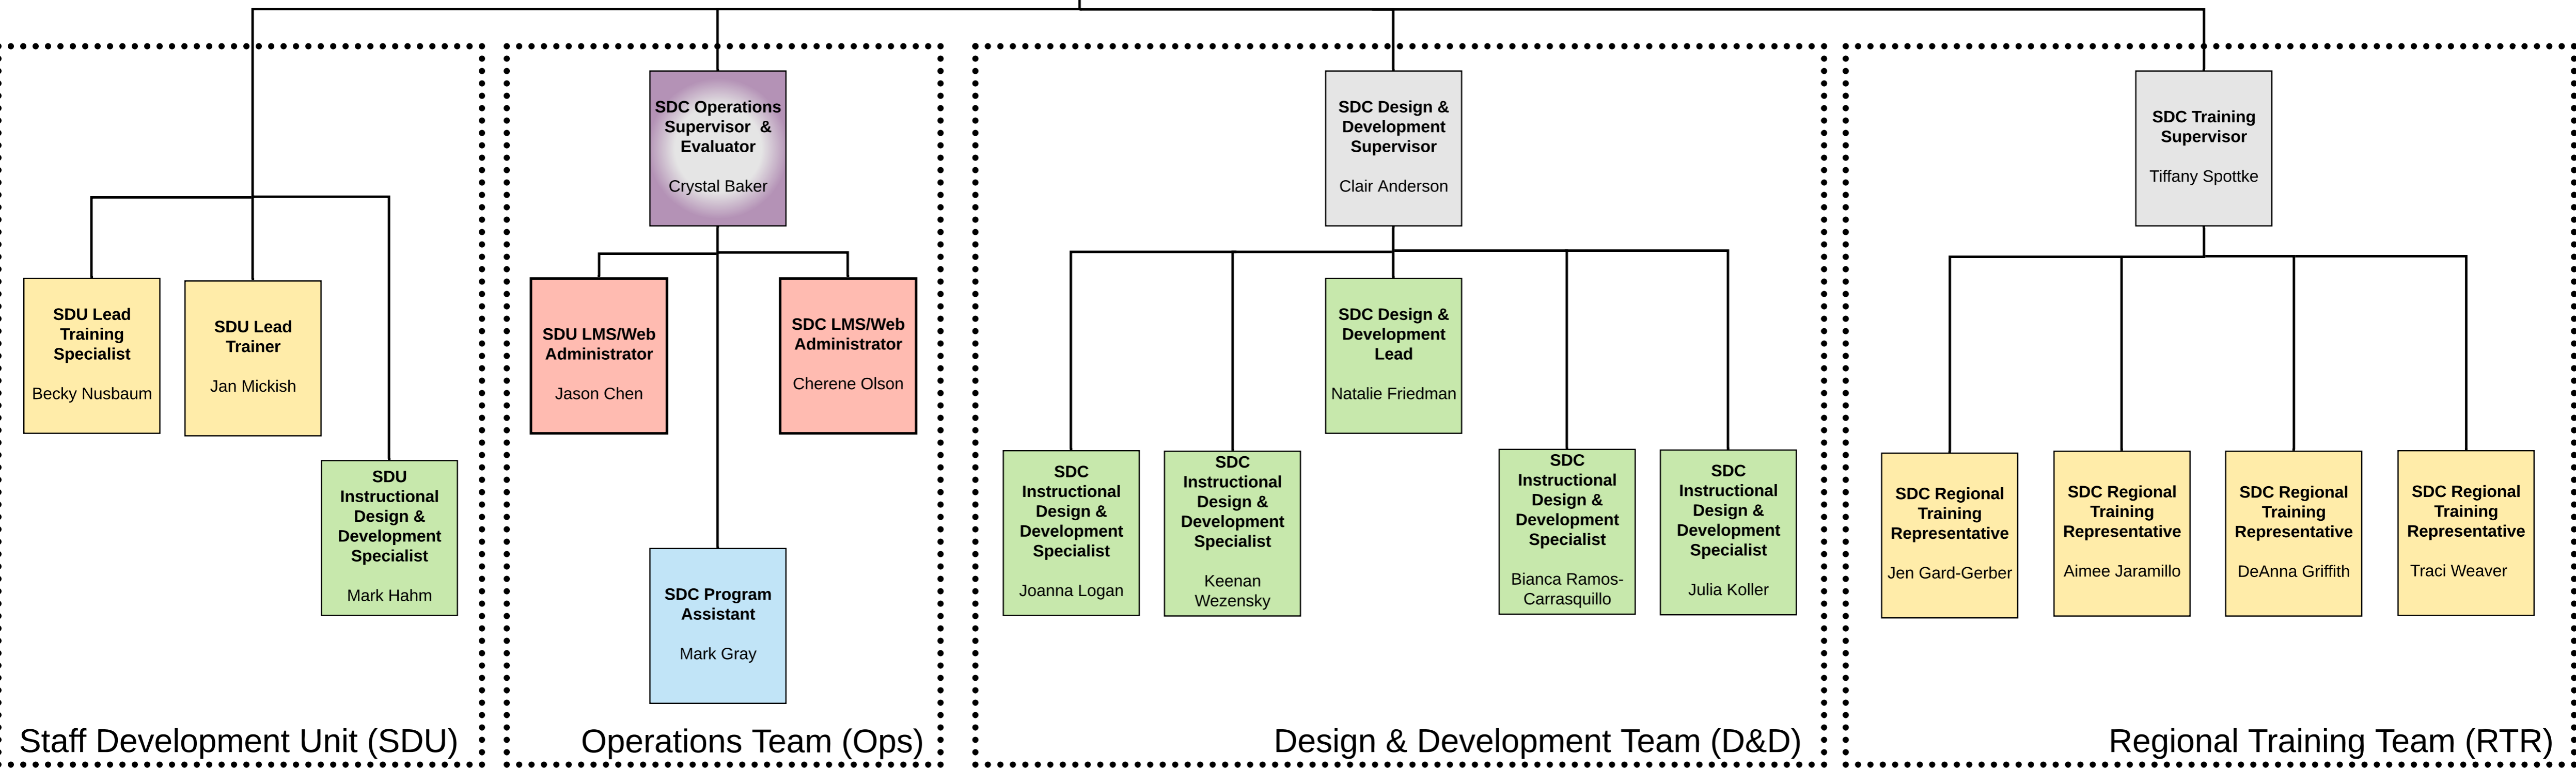 SDC Operations
Supervisor  &
Evaluator
Crystal Baker
SDC Design &
Development
Supervisor
Clair Anderson
SDC Training
Supervisor
Tiffany Spottke
SDU Lead
Training
Specialist
Becky Nusbaum
SDU Lead
Trainer
Jan Mickish
SDU
Instructional
Design &
Development
Specialist
Mark Hahm
SDU LMS/Web
Administrator
Jason Chen
SDC LMS/Web
Administrator
Cherene Olson
SDC Program
Assistant
Mark Gray
SDC Design &
Development
Lead
Natalie Friedman
SDC
Instructional
Design &
Development
Specialist
Joanna Logan
SDC
Instructional
Design &
Development
Specialist
Keenan
Wezensky
SDC
Instructional
Design &
Development
Specialist
Bianca Ramos-
Carrasquillo
SDC
Instructional
Design &
Development
Specialist
Julia Koller
SDC Regional
Training
Representative
Jen Gard-Gerber
SDC Regional
Training
Representative
Aimee Jaramillo
SDC Regional
Training
Representative
DeAnna Griffith
SDC Regional
Training
Representative
Traci Weaver
Staff Development Unit (SDU)
Operations Team (Ops)
Design & Development Team (D&D)
Regional Training Team (RTR)